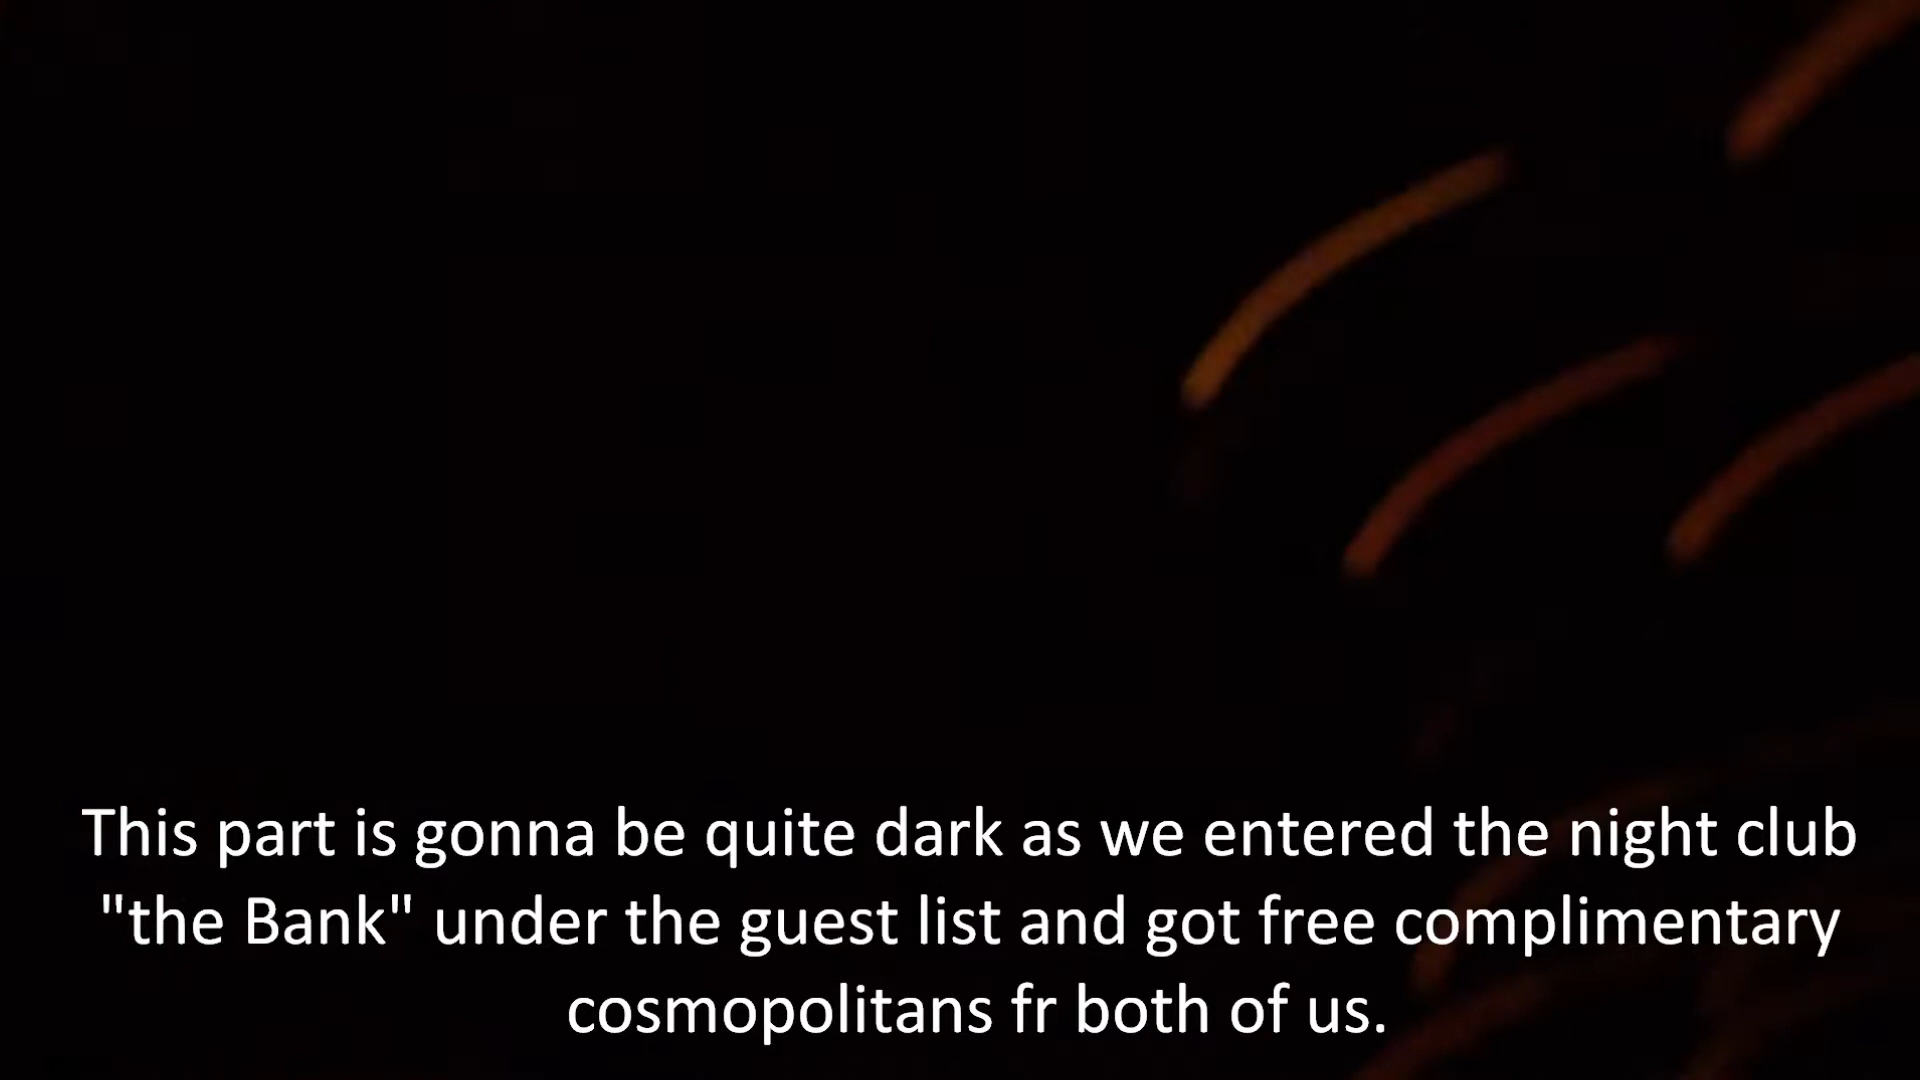 This part is gonna be quite dark as we entered the night club
"the Bank" under the guest list and got free complimentary
cosmopolitans fr both of us.